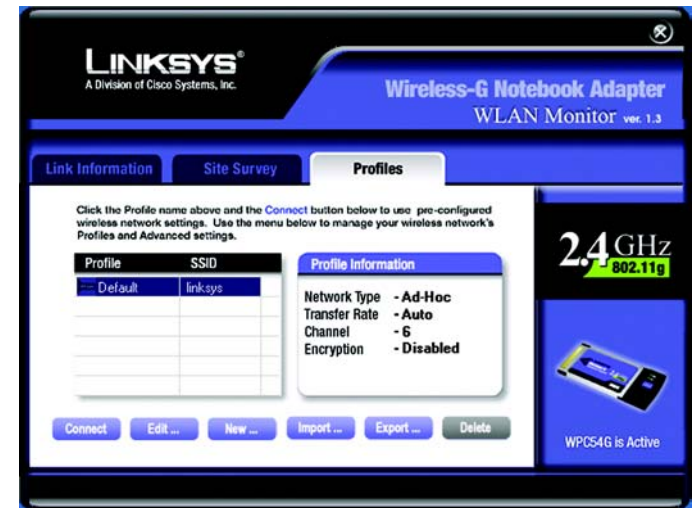 LINKSYS®
A Division of Cisco Systems, Inc.
Wireless-G Notebook Adapter
WLAN Monitor ver. 1.3
Link Information
Site Survey
Profiles
Click the Profile name above and the Connect button below to use pre-configured
wireless network settings. Use the menu below to manage your wireless network's
Profiles and Advanced settings.
Profile SSID
Default linksys
Profile Information
Network Type - Ad-Hoc
Transfer Rate - Auto
Channel - 6
Encryption - Disabled
2.4 GHz
802.11g
Connect
Edit ...
New ...
Import ...
Export ...
Delete
WPC54G is Active